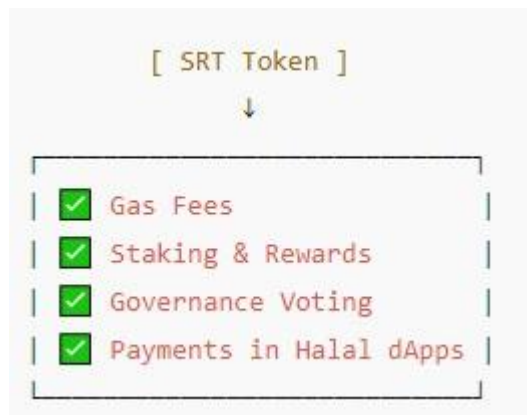 [ SRT Token ]
↓
✅ Gas Fees
✅ Staking & Rewards
✅ Governance Voting
✅ Payments in Halal dApps